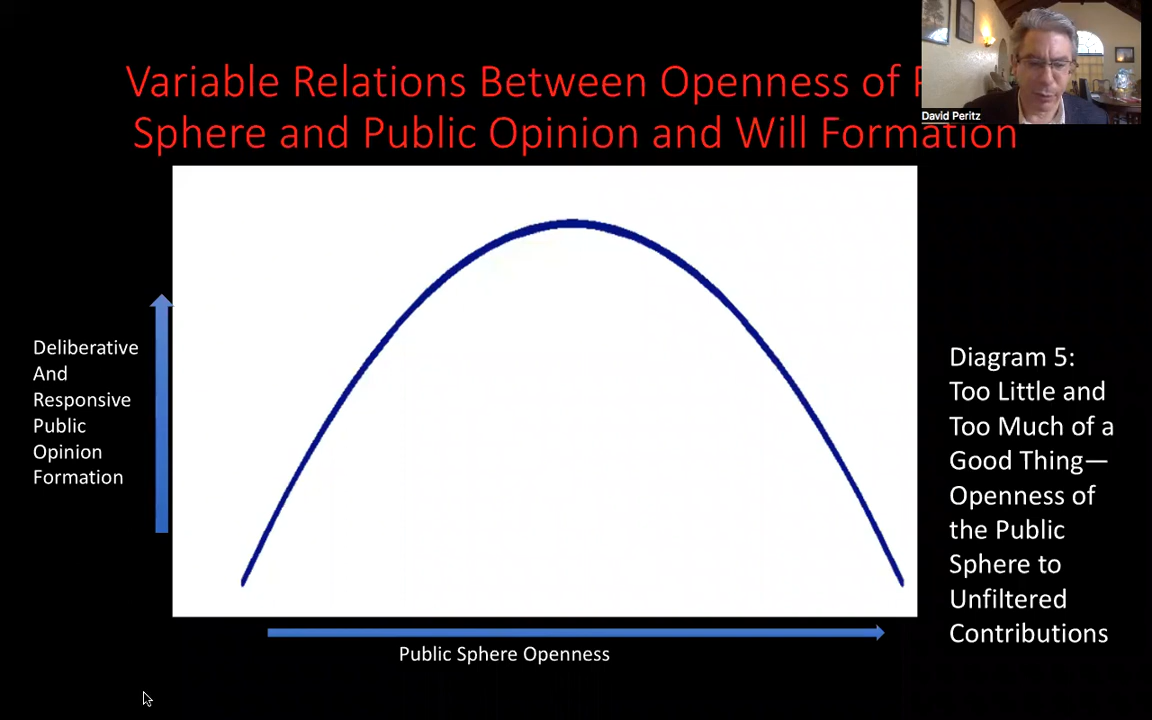 Variable Relations Between Openness of
Sphere and Public Opinion and Will Formation
David Peritz
Deliberative
And
Responsive
Public
Opinion
Formation
Diagram 5:
Too Little and
Too Much of a
Good Thing—
Openness of
the Public
Sphere to
Unfiltered
Contributions
Public Sphere Openness